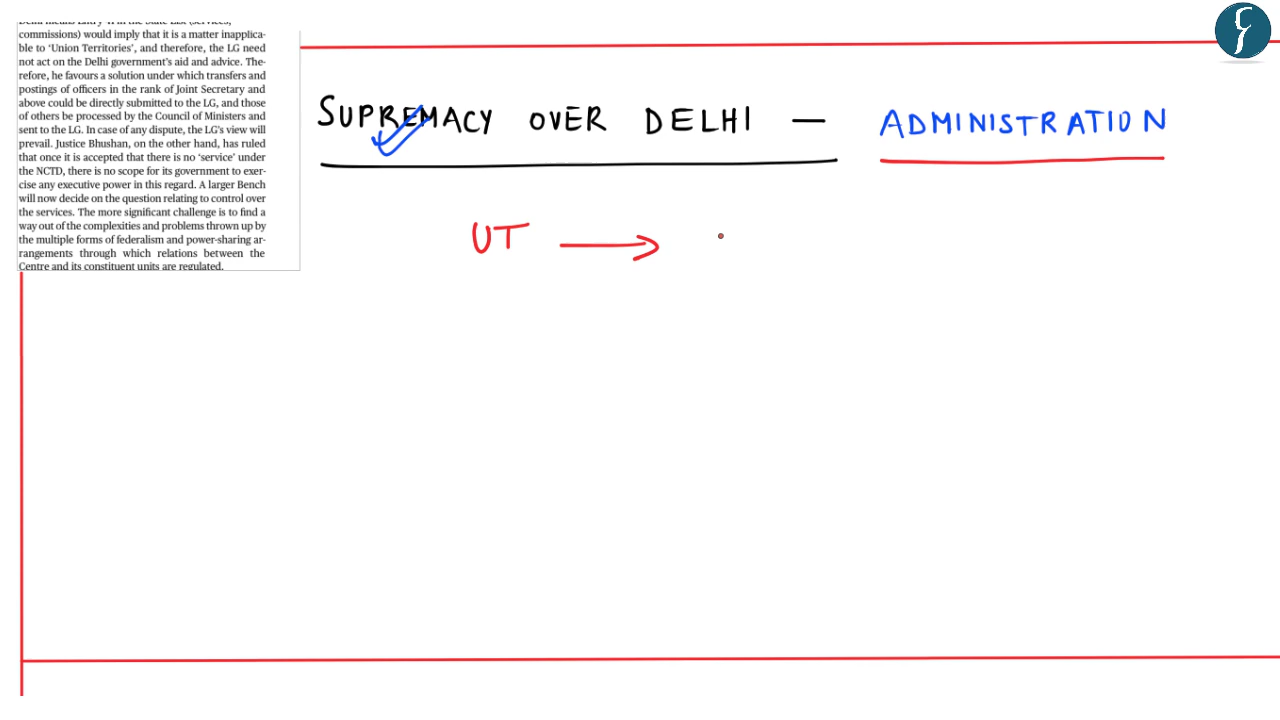 commissions) would imply that it is a matter inapplica-
ble to ‘Union Territories’, and therefore, the LG need
not act on the Delhi government’s aid and advice. The-
refore, he favours a solution under which transfers and
postings of officers in the rank of Joint Secretary and
above could be directly submitted to the LG, and those
of others be processed by the Council of Ministers and
sent to the LG. In case of any dispute, the LG’s view will
prevail. Justice Bhushan, on the other hand, has ruled
that once it is accepted that there is no ‘service’ under
the NCTD, there is no scope for its government to exer-
cise any executive power in this regard. A larger Bench
will now decide on the question relating to control over
the services. The more significant challenge is to find a
way out of the complexities and problems thrown up by
the multiple forms of federalism and power-sharing ar-
rangements through which relations between the
Centre and its constituent units are regulated.
SUPREMACY OVER DELHI — ADMINISTRATION
UT →